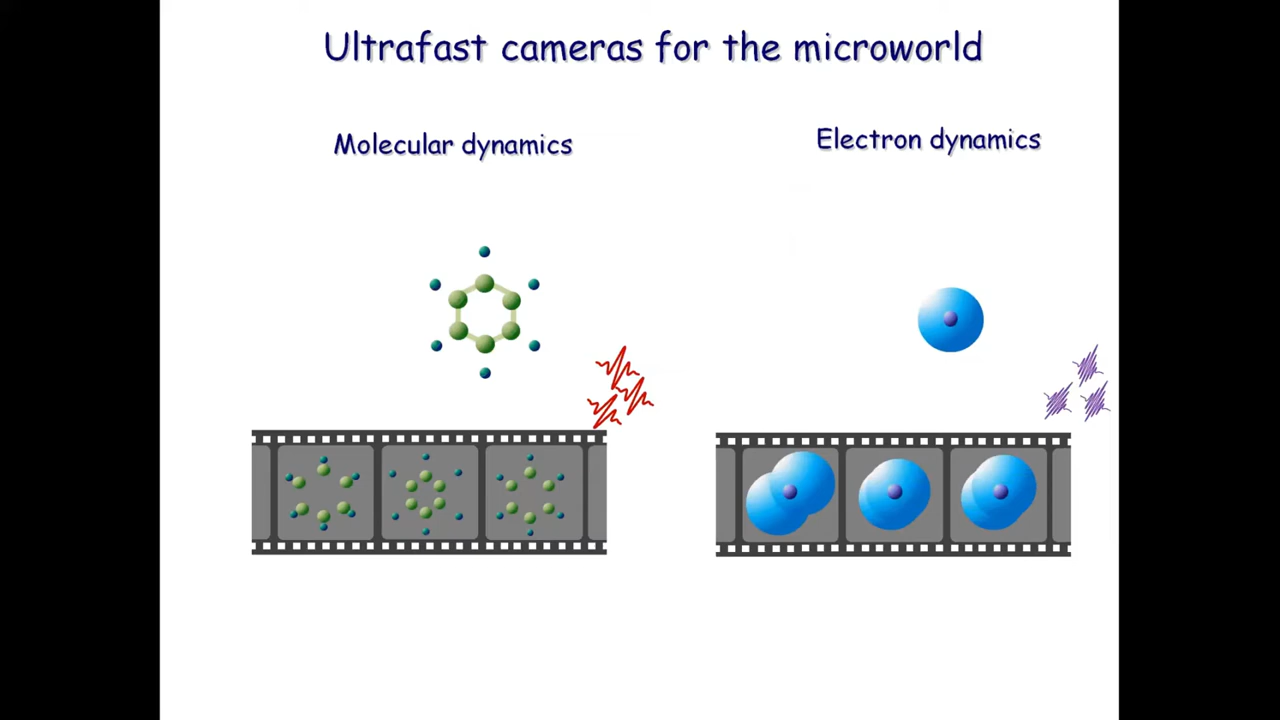 Ultrafast cameras for the microworld
Molecular dynamics
Electron dynamics